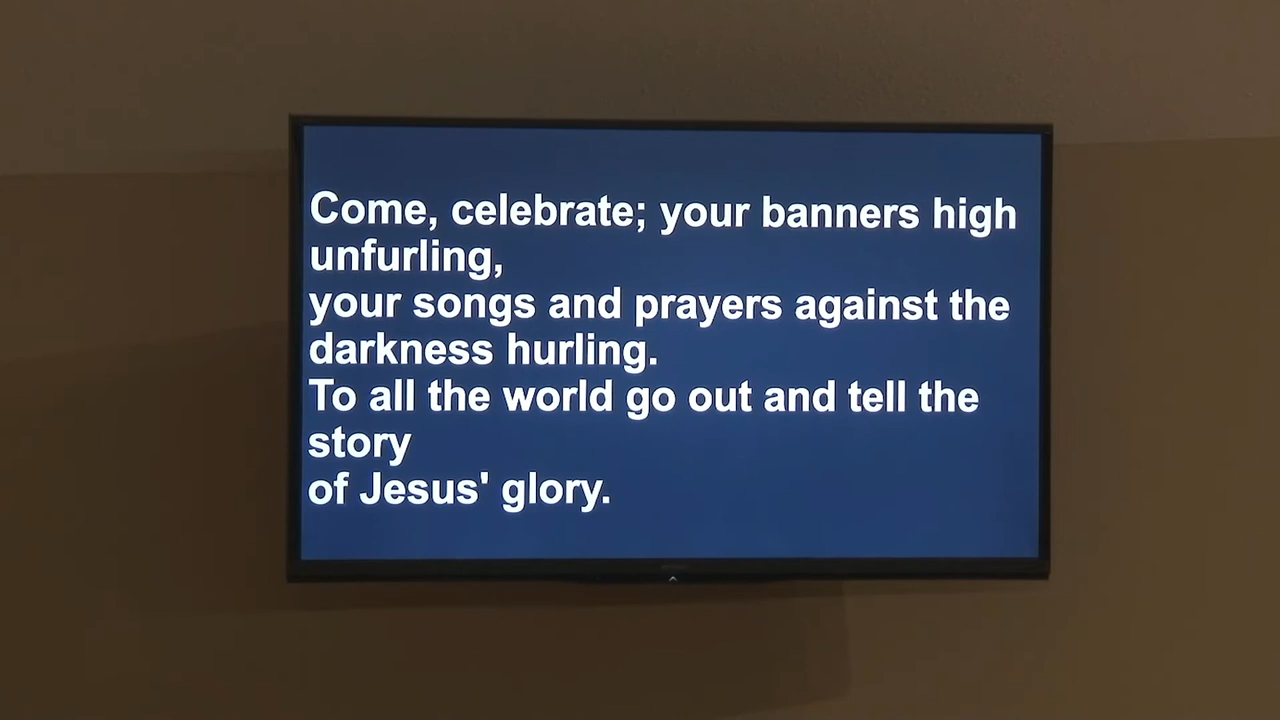 Come, celebrate; your banners high
unfurling,
your songs and prayers against the
darkness hurling.
To all the world go out and tell the
story
of Jesus' glory.